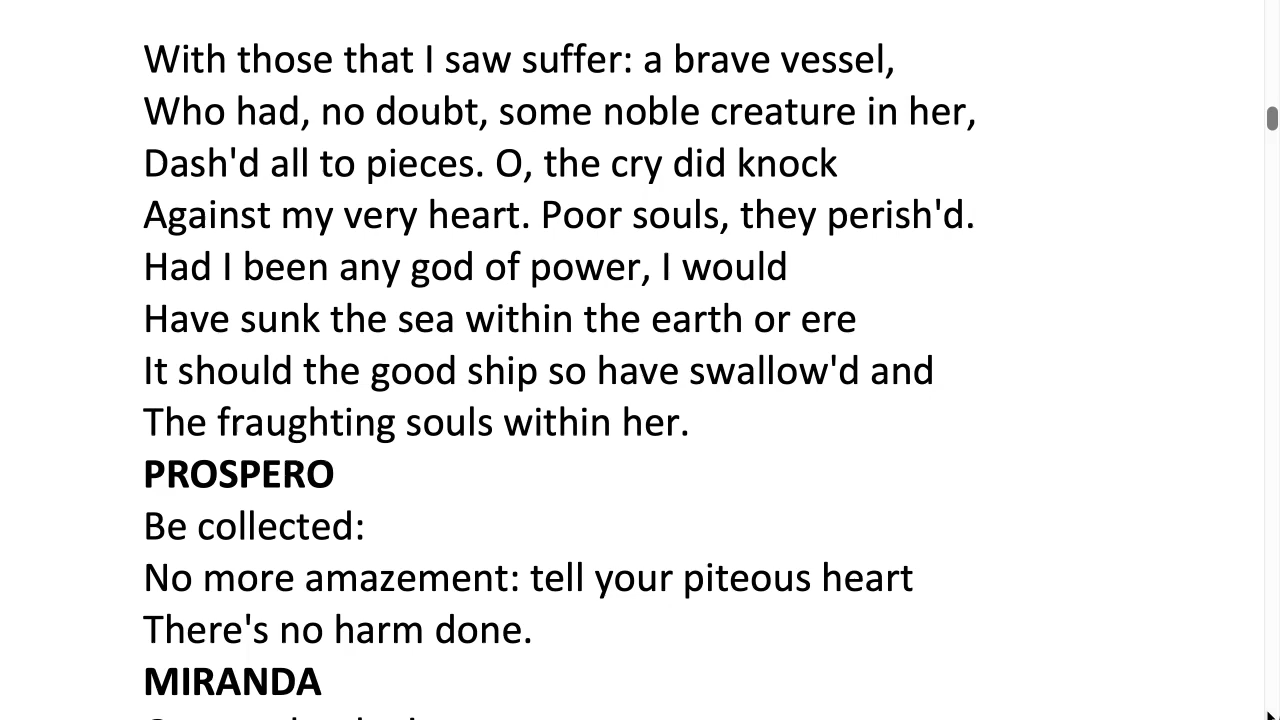 With those that I saw suffer: a brave vessel,
Who had, no doubt, some noble creature in her,
Dash'd all to pieces. O, the cry did knock
Against my very heart. Poor souls, they perish'd.
Had I been any god of power, I would
Have sunk the sea within the earth or ere
It should the good ship so have swallow'd and
The fraughting souls within her.
PROSPERO
Be collected:
No more amazement: tell your piteous heart
There's no harm done.
MIRANDA